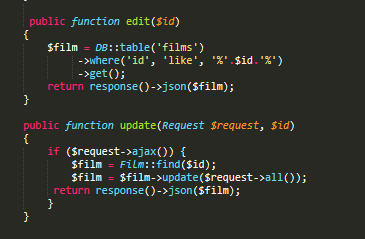 public function edit($id)
{
$film = DB::table('films')
->where('id', 'like', '%'.$id.'%')
->get();
return response()->json($film);
}
public function update(Request $request, $id)
{
if ($request->ajax()) {
$film = Film::find($id);
$film = $film->update($request->all());
return response()->json($film);
}
}